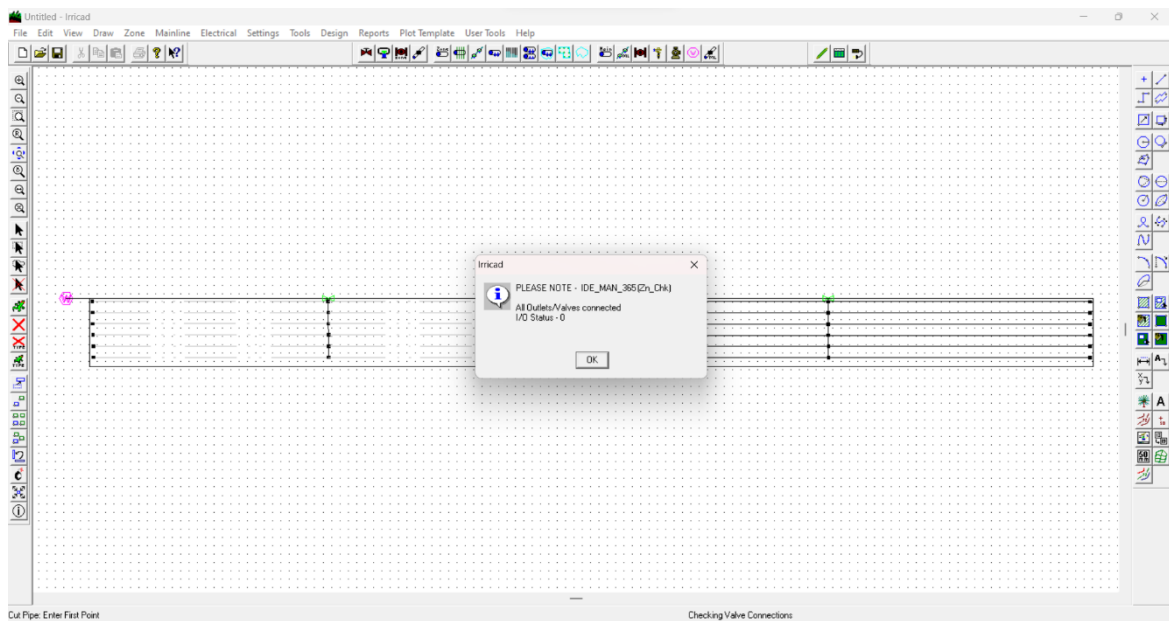 Untitled - Irricad
File Edit View Draw Zone Mainline Electrical Settings Tools Design Reports Plot Template User Tools Help
Irricad
PLEASE NOTE - IDE_MAN_365(Zn_Chk)
All Outlets/Valves connected
I/O Status - 0
OK
Cut Pipe: Enter First Point
Checking Valve Connections